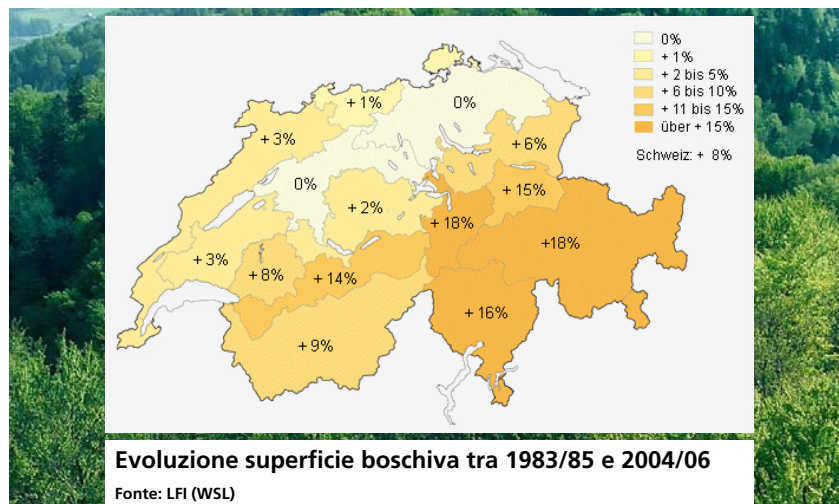 0%
+ 1%
+ 2 bis 5%
+ 6 bis 10%
+ 11 bis 15%
über + 15%
Schweiz: + 8%
+ 1%
0%
+ 3%
+ 6%
0%
+ 15%
+ 2%
+ 18%
+18%
+ 3%
+ 8%
+ 14%
+ 16%
+ 9%
Evoluzione superficie boschiva tra 1983/85 e 2004/06
Fonte: LFI (WSL)